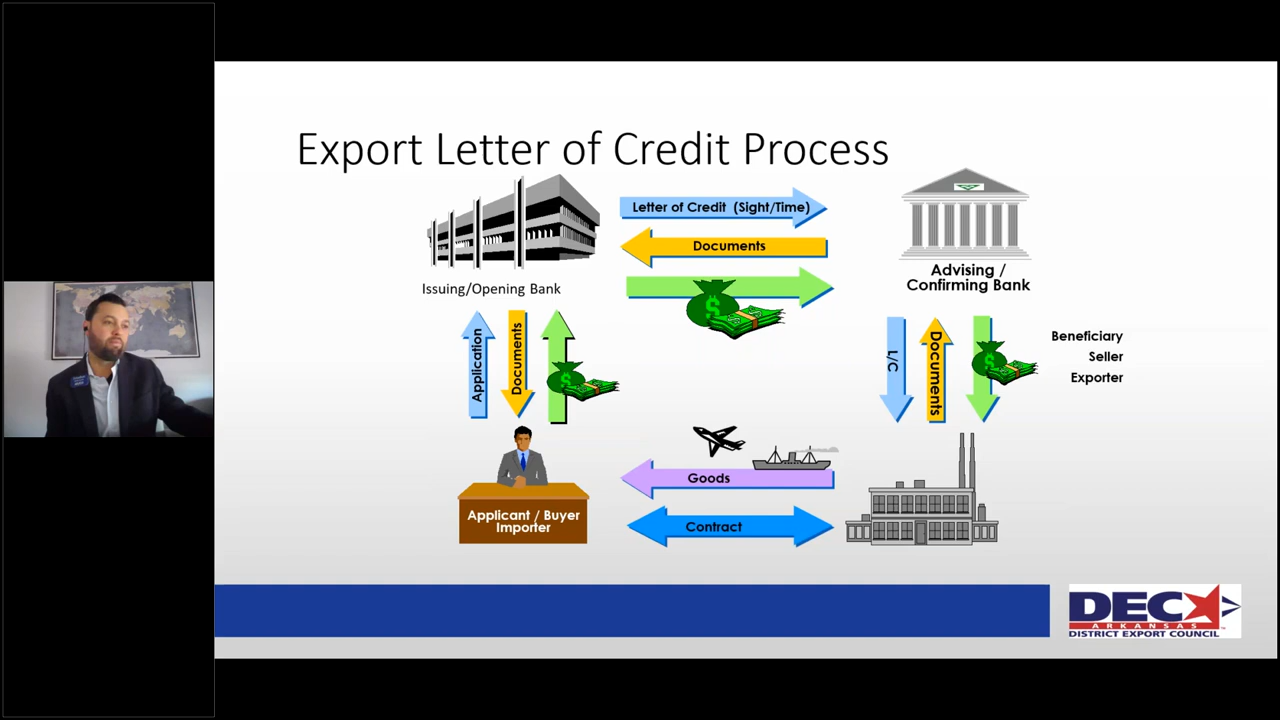 Export Letter of Credit Process
Letter of Credit (Sight/Time)
Documents
Issuing/Opening Bank
Advising /
Confirming Bank
Application
Documents
L/C
Documents
Beneficiary
Seller
Exporter
Goods
Applicant / Buyer
Importer
Contract
DEC
ARKANSAS
DISTRICT EXPORT COUNCIL